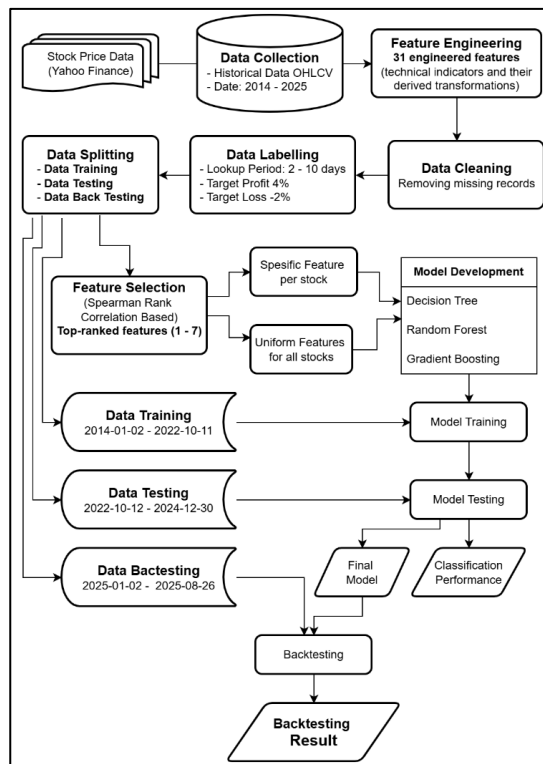 Stock Price Data
(Yahoo Finance)
Data Collection
- Historical Data OHLCV
- Date: 2014 - 2025
Feature Engineering
31 engineered features
(technical indicators and their
derived transformations)
Data Splitting
- Data Training
- Data Testing
- Data Back Testing
Data Labelling
- Lookup Period: 2 - 10 days
- Target Profit 4%
- Target Loss -2%
Data Cleaning
Removing missing records
Feature Selection
(Spearman Rank
Correlation Based)
Top-ranked features (1 - 7)
Spesific Feature
per stock
Uniform Features
for all stocks
Model Development
Decision Tree
Random Forest
Gradient Boosting
Data Training
2014-01-02 - 2022-10-11
Model Training
Data Testing
2022-10-12 - 2024-12-30
Model Testing
Data Bactesting
2025-01-02 - 2025-08-26
Final
Model
Classification
Performance
Backtesting
Backtesting
Result